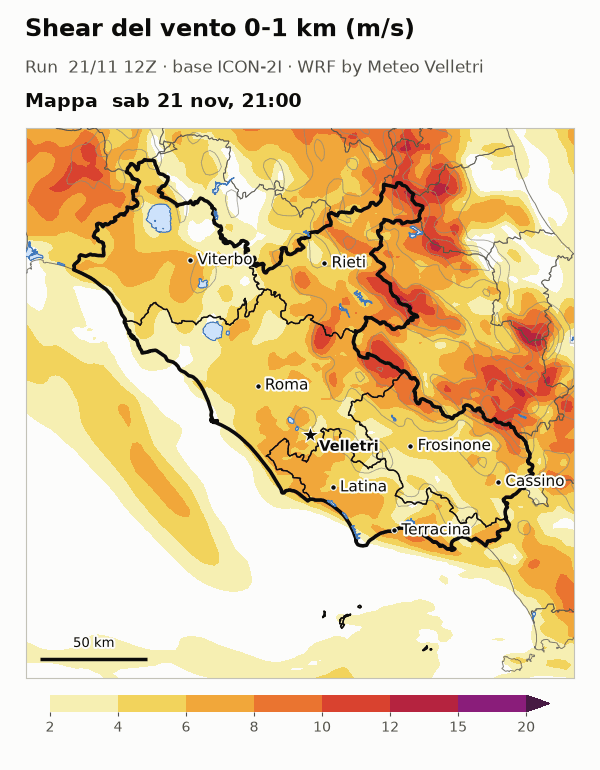 Shear del vento 0-1 km (m/s)
Run  21/11 12Z · base ICON-2I · WRF by Meteo Velletri
Mappa  sab 21 nov, 21:00
Viterbo
Rieti
Roma
Velletri
Frosinone
Cassino
Latina
Terracina
50 km
2 4 6 8 10 12 15 20